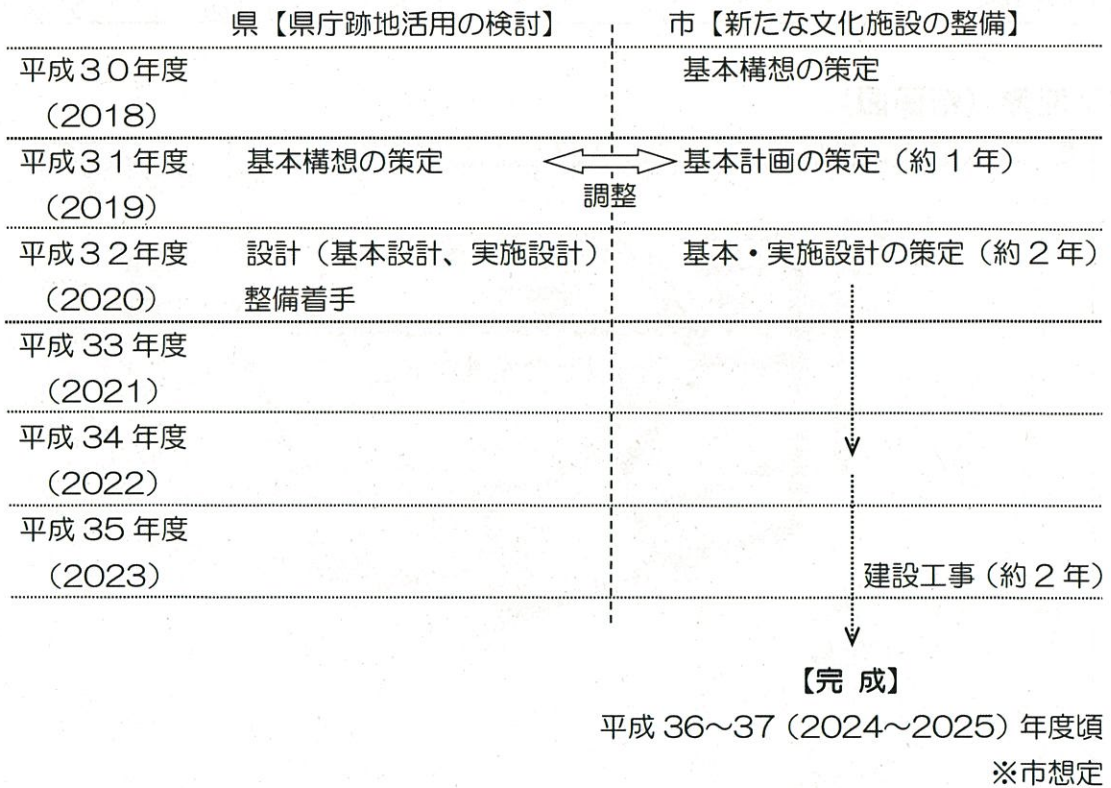 県【県庁跡地活用の検討】 市【新たな文化施設の整備】
平成30年度 基本構想の策定
(2018)
平成31年度 基本構想の策定 基本計画の策定(約1年)
調整
(2019)
平成32年度 設計(基本設計、実施設計) 基本・実施設計の策定(約2年)
(2020) 整備着手
平成33年度
(2021)
平成34年度
(2022)
平成35年度
(2023) 建設工事(約2年)
【完 成】
平成36~37(2024~2025)年度頃
※市想定